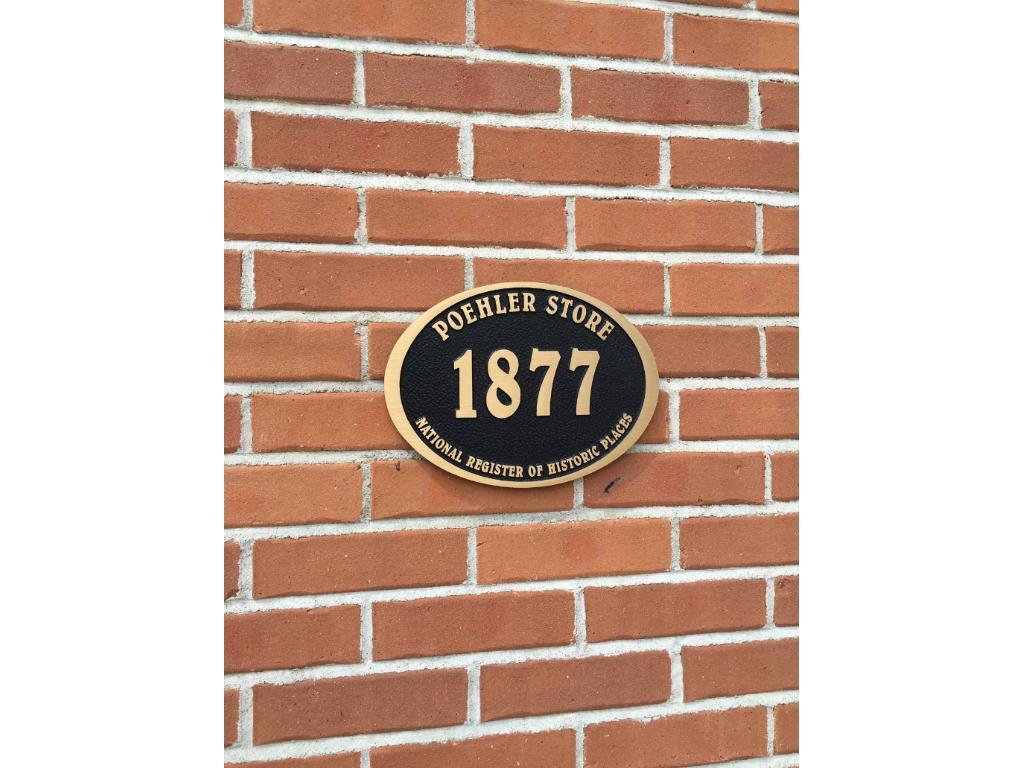 POEHLER STORE
1877
NATIONAL REGISTER OF HISTORIC PLACES